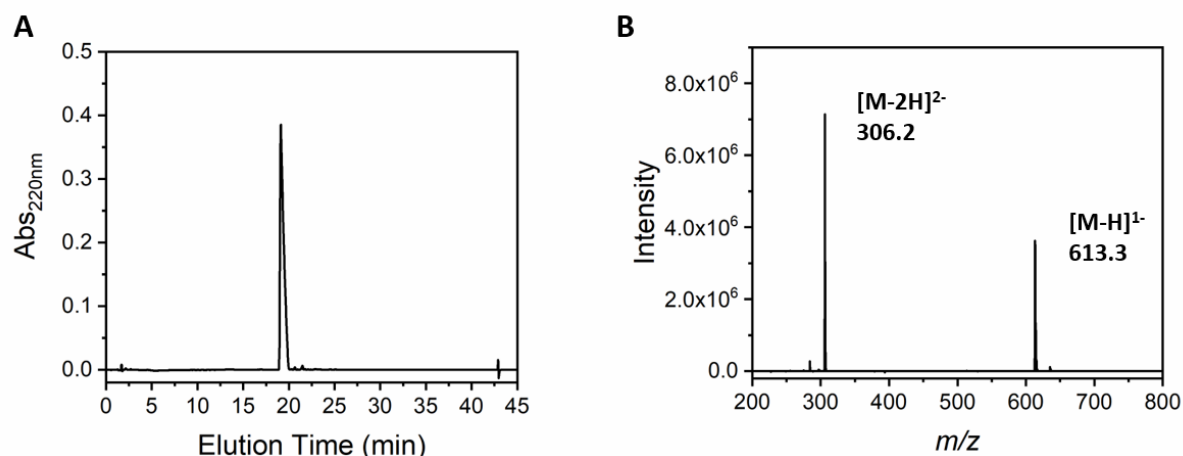 A
0.5
0.4
0.3
0.2
0.1
0.0
Abs220nm
0 5 10 15 20 25 30 35 40 45
Elution Time (min)
B
8.0x10⁶
6.0x10⁶
4.0x10⁶
2.0x10⁶
0.0
Intensity
[M-2H]²⁻
306.2
[M-H]¹⁻
613.3
200 300 400 500 600 700 800
m/z